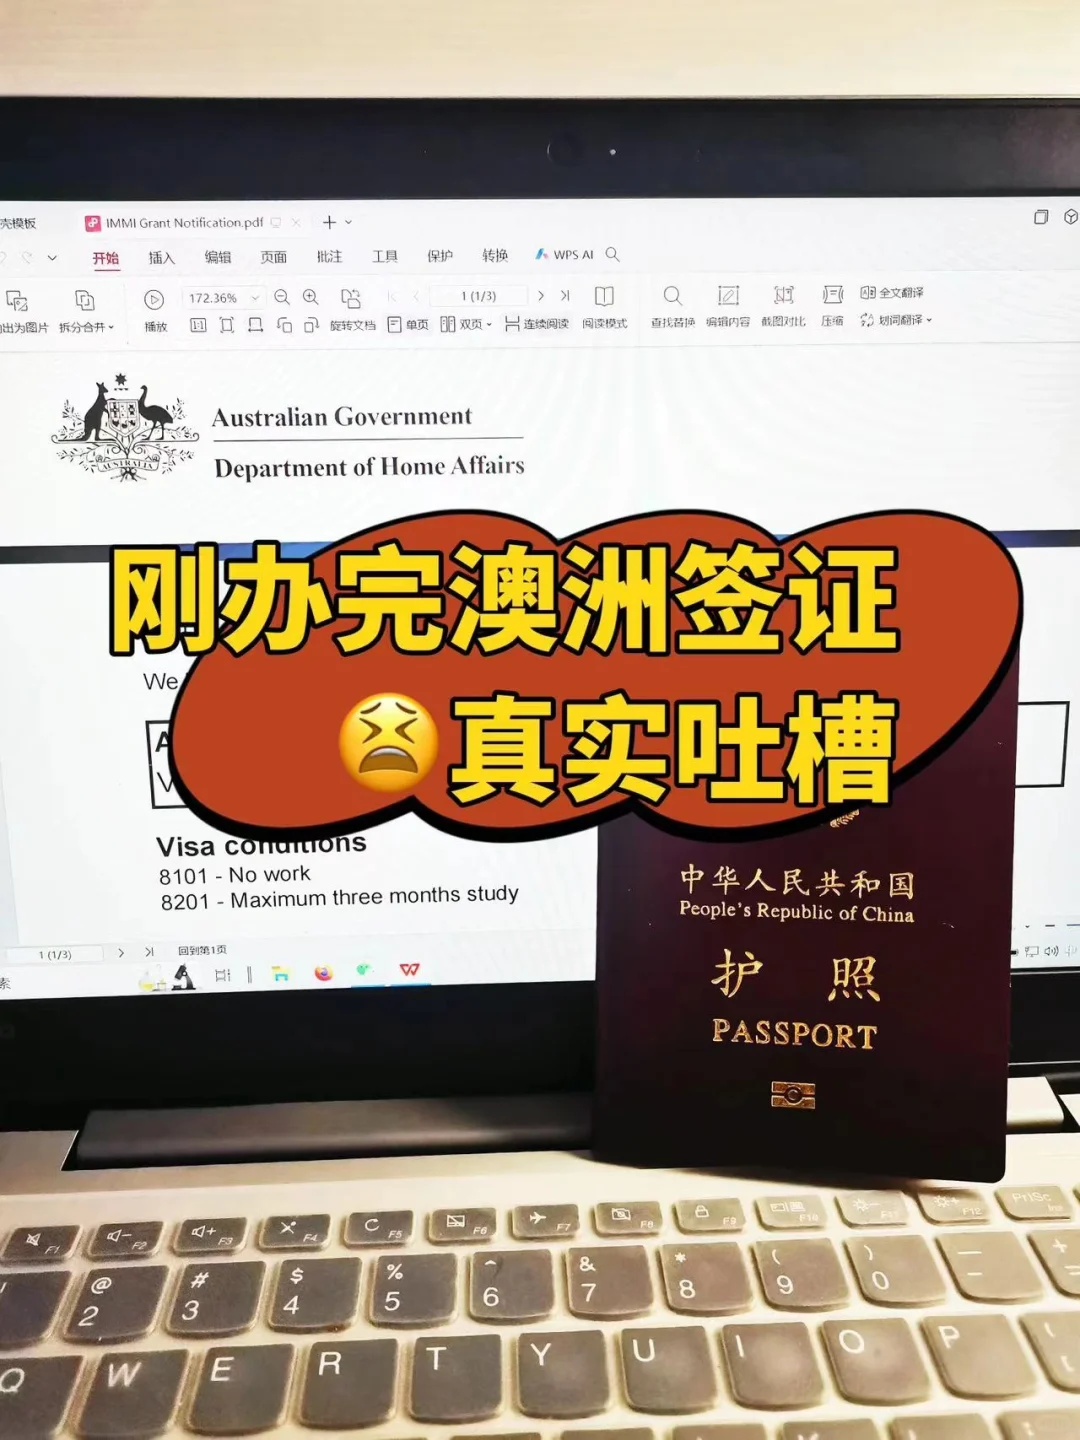 壳模板
IMMI Grant Notification.pdf
开始 插入 编辑 页面 批注 工具 保护 转换 WPS AI
172.36% 1 (1/3) 全文翻译
出为图片 拆分合并 播放 旋转文档 单页 双页 连续阅读 阅读模式 查找替换 编辑内容 截图对比 压缩 划词翻译
Australian Government
AUSTRALIA
Department of Home Affairs
刚办完澳洲签证
We
😫真实吐槽
A
V
Visa conditions
8101 - No work
8201 - Maximum three months study
1 (1/3) 回到第1页
索
中华人民共和国
People's Republic of China
护照
PASSPORT
F1 F2 F3 F4 F5 F6 F7 F8 F9 F10 F11 F12 PrtSc
Ins
@ # $ % ^ & * ( ) — +
2 3 4 5 6 7 8 9 0 - =
Q W E R T Y U I O P